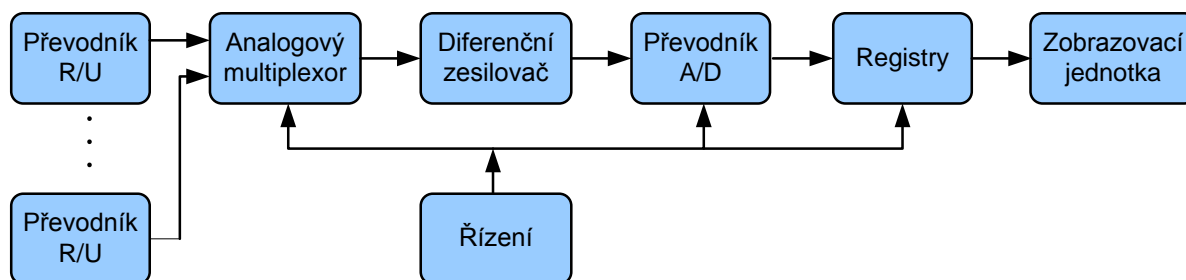 Převodník
R/U
Analogový
multiplexor
Diferenční
zesilovač
Převodník
A/D
Registry
Zobrazovací
jednotka
Převodník
R/U
Řízení